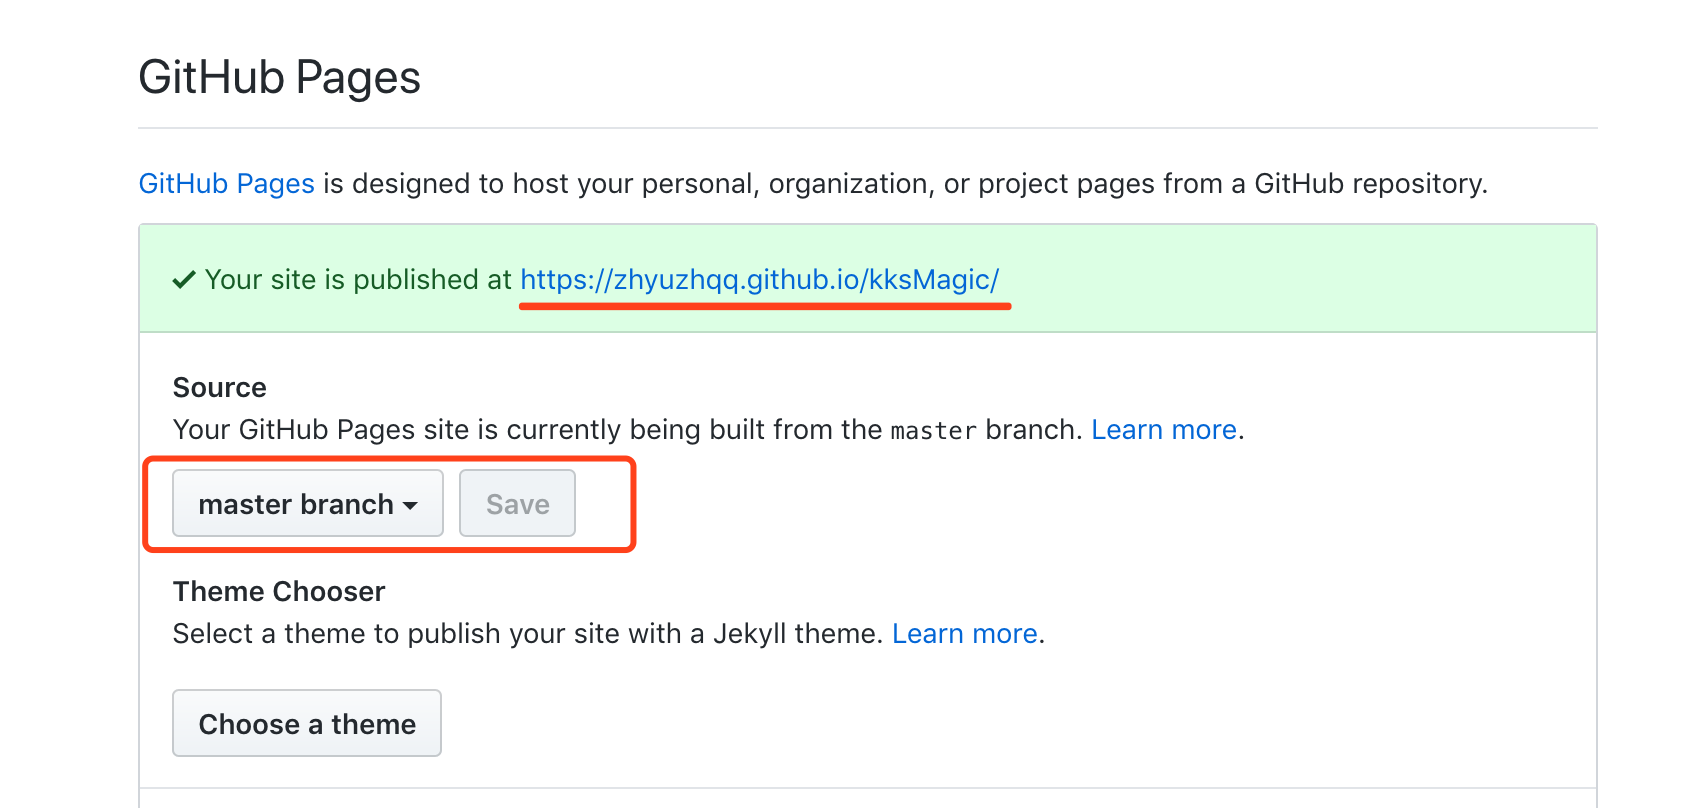 GitHub Pages
GitHub Pages is designed to host your personal, organization, or project pages from a GitHub repository.
✓ Your site is published at https://zhyuzhqq.github.io/kksMagic/
Source
Your GitHub Pages site is currently being built from the master branch. Learn more.
master branch
Save
Theme Chooser
Select a theme to publish your site with a Jekyll theme. Learn more.
Choose a theme